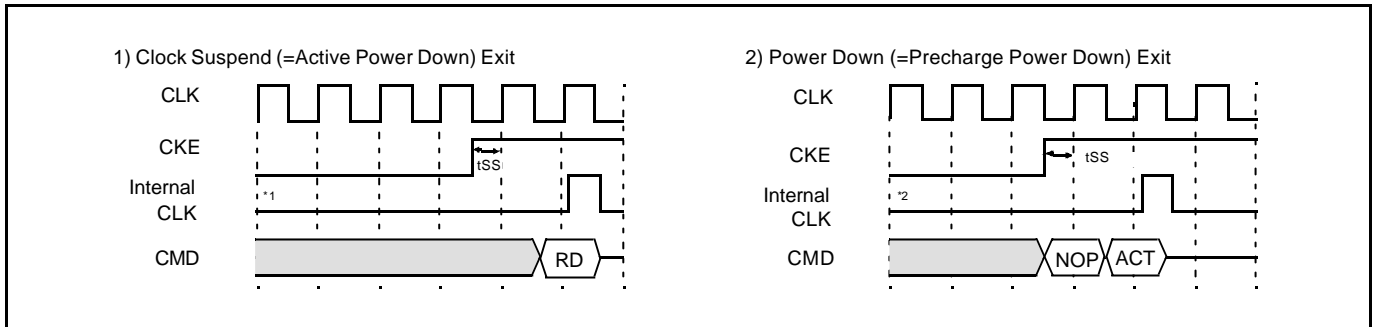 1) Clock Suspend (=Active Power Down) Exit
CLK
CKE
tSS
Internal
CLK
*1
CMD
RD
2) Power Down (=Precharge Power Down) Exit
CLK
CKE
tSS
Internal
CLK
*2
CMD
NOP
ACT